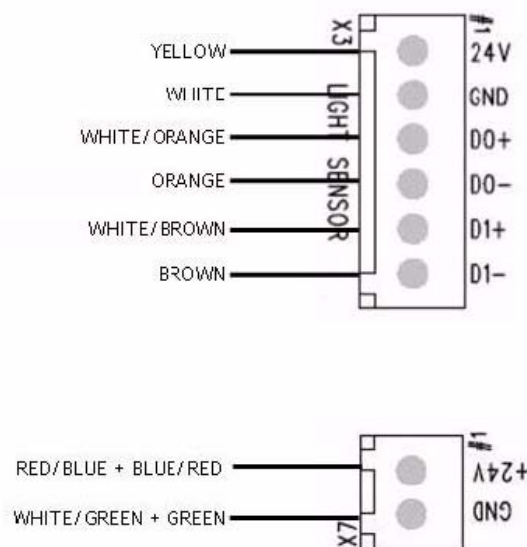 X3
#1
YELLOW
24V
WHITE
GND
WHITE/ORANGE
D0+
ORANGE
D0-
WHITE/BROWN
D1+
BROWN
D1-
LIGHT SENSOR
#1
RED/BLUE + BLUE/RED
+24V
WHITE/GREEN + GREEN
GND
X7